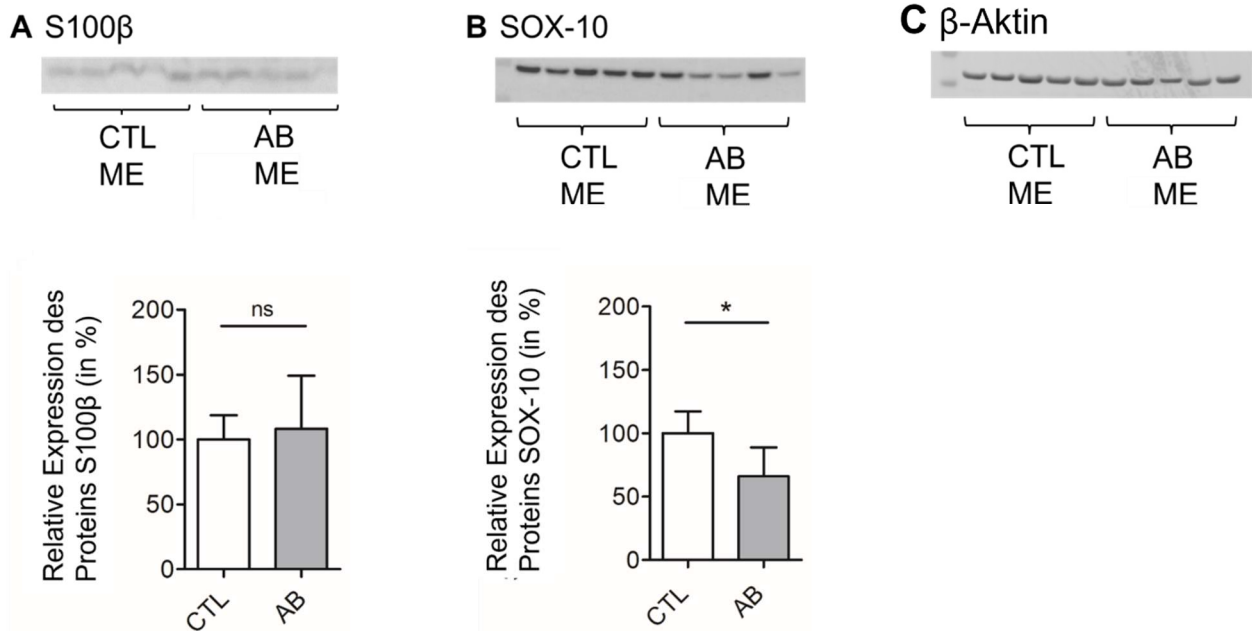 A S100β
CTL
ME
AB
ME
B SOX-10
CTL
ME
AB
ME
C β-Aktin
CTL
ME
AB
ME
Relative Expression des
Proteins S100β (in %)
200
150
100
50
0
ns
CTL
AB
Relative Expression des
Proteins SOX-10 (in %)
200
150
100
50
0
*
CTL
AB